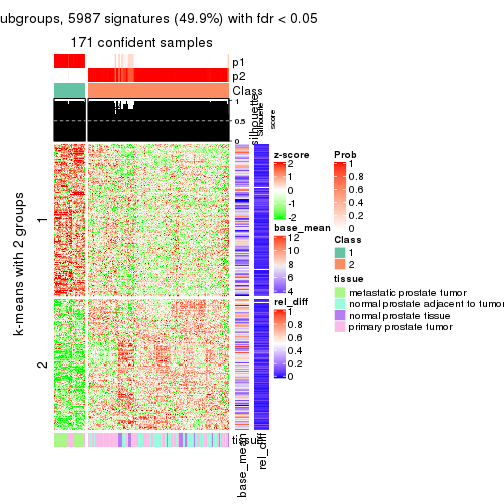 ubgroups, 5987 signatures (49.9%) with fdr < 0.05
171 confident samples
p1
p2
Class
1
0.5
0
silhouette
score
k-means with 2 groups
1
2
tissue
base_mean
rel_diff
z-score
2
1
0
-1
-2
base_mean
12
10
8
6
4
rel_diff
1
0.8
0.6
0.4
0.2
0
Prob
1
0.8
0.6
0.4
0.2
0
Class
1
2
tissue
metastatic prostate tumor
normal prostate adjacent to tumor
normal prostate tissue
primary prostate tumor